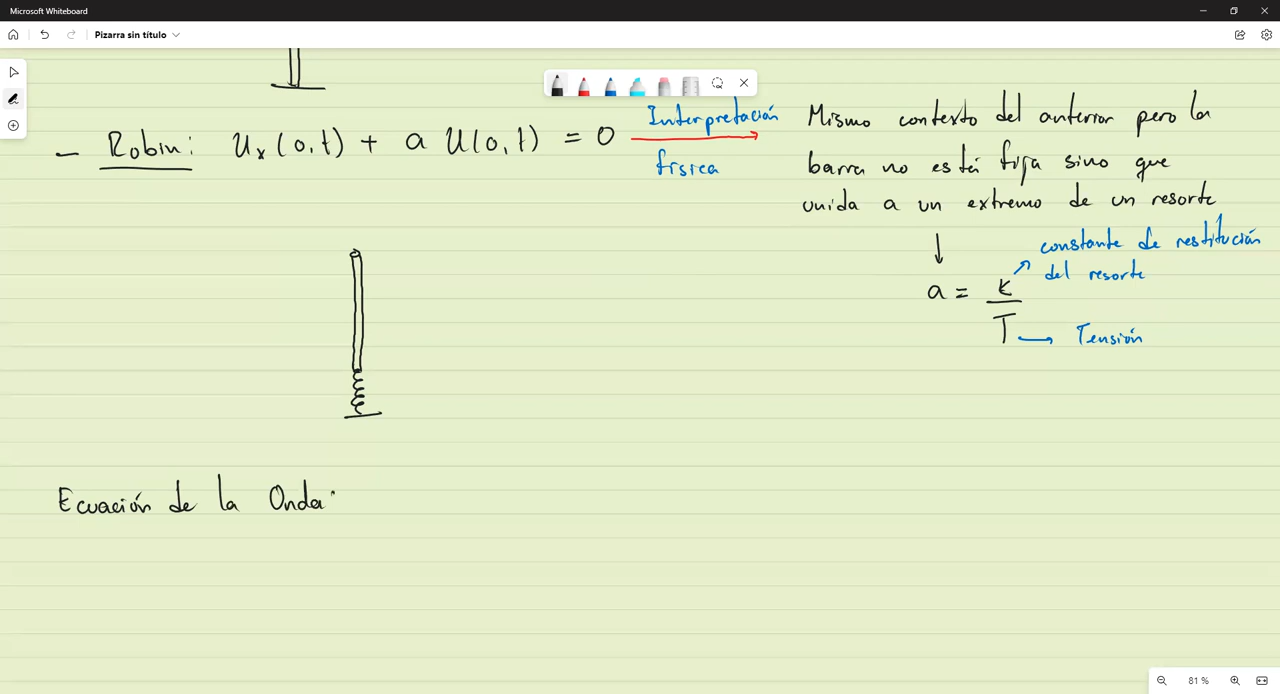 Microsoft Whiteboard
Pizarra sin título
- Robin: Ux(0,t) + a U(0,t) = 0
Interpretación
física
Mismo contexto del anterior pero la
barra no está fija sino que
unida a un extremo de un resorte
constante de restitución
del resorte
a = K/T
Tensión
Ecuación de la Onda:
81 %